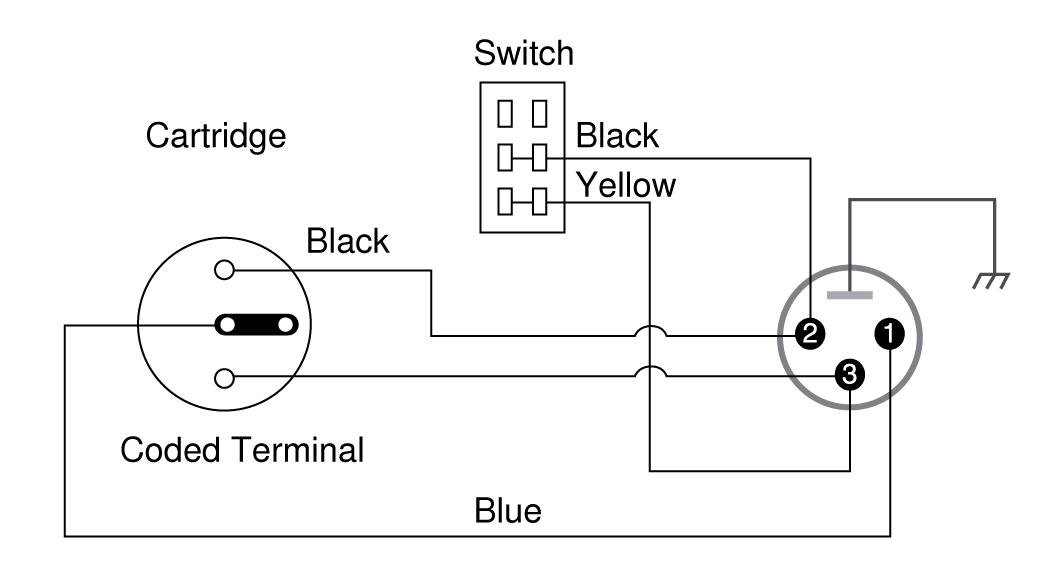 Switch
Cartridge
Black
Yellow
Black
2
1
3
Coded Terminal
Blue